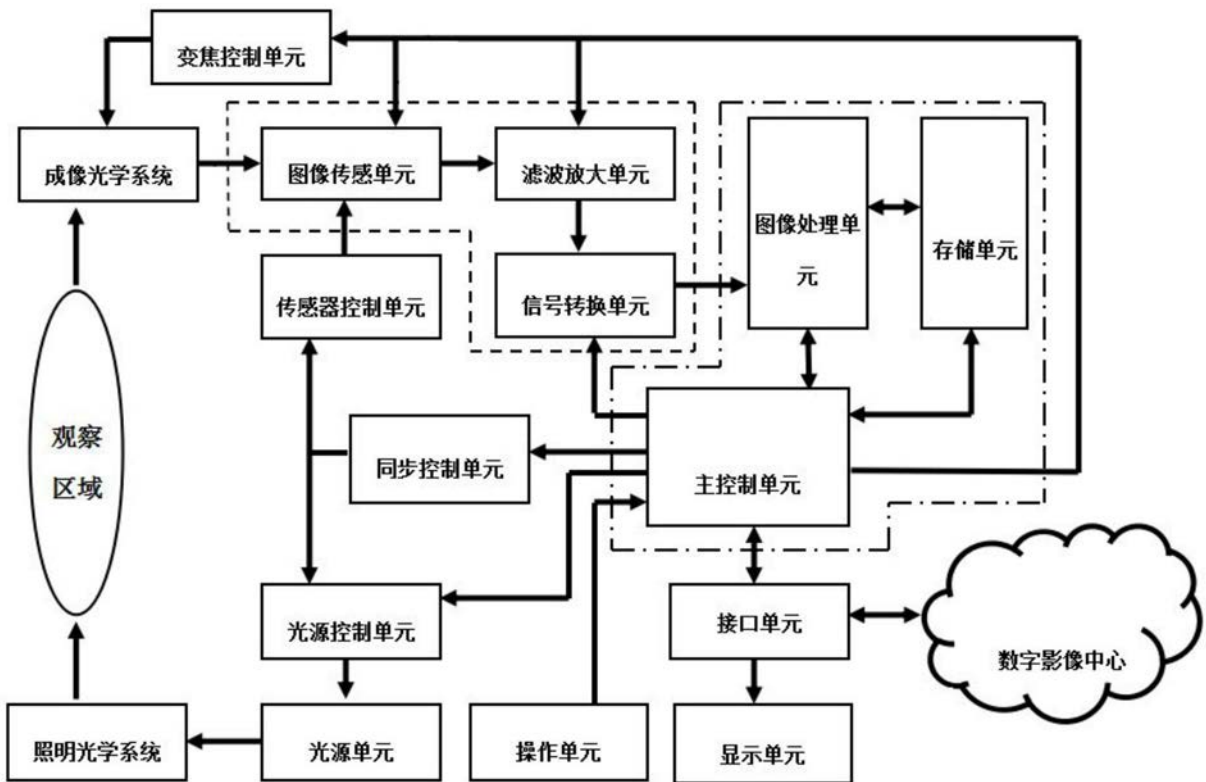 变焦控制单元
成像光学系统
图像传感单元
滤波放大单元
图像处理单
元
存储单元
传感器控制单元
信号转换单元
观察
区域
同步控制单元
主控制单元
光源控制单元
接口单元
数字影像中心
照明光学系统
光源单元
操作单元
显示单元